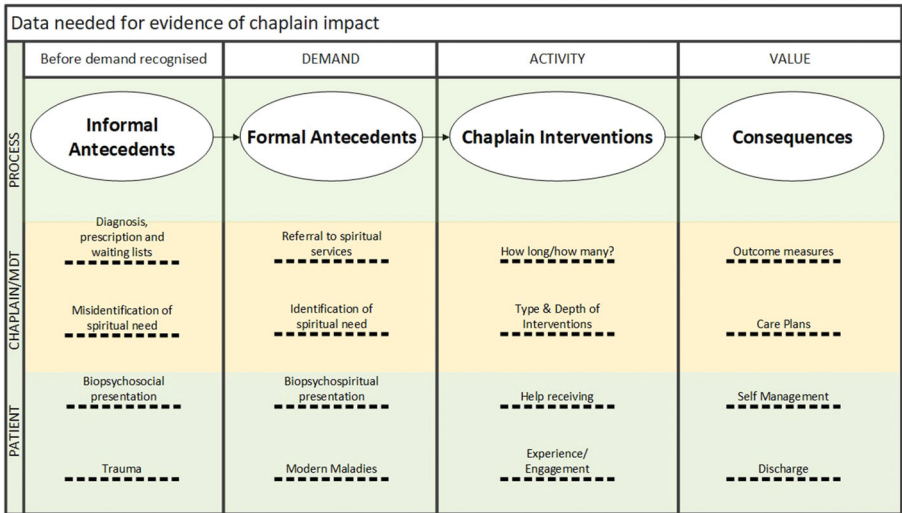 Data needed for evidence of chaplain impact
Before demand recognised
DEMAND
ACTIVITY
VALUE
PROCESS
Informal
Antecedents
Formal Antecedents
Chaplain Interventions
Consequences
CHAPLAIN/MDT
Diagnosis,
prescription and
waiting lists
Referral to spiritual
services
How long/how many?
Outcome measures
Misidentification of
spiritual need
Identification of
spiritual need
Type & Depth of
Interventions
Care Plans
PATIENT
Biopsychosocial
presentation
Biopsychospiritual
presentation
Help receiving
Self Management
Trauma
Modern Maladies
Experience/
Engagement
Discharge